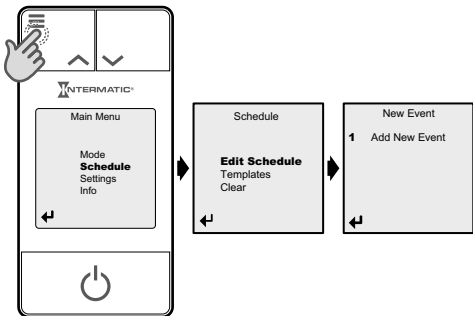 INTERMATIC®
Main Menu
Mode
Schedule
Settings
Info
Schedule
Edit Schedule
Templates
Clear
New Event
1 Add New Event